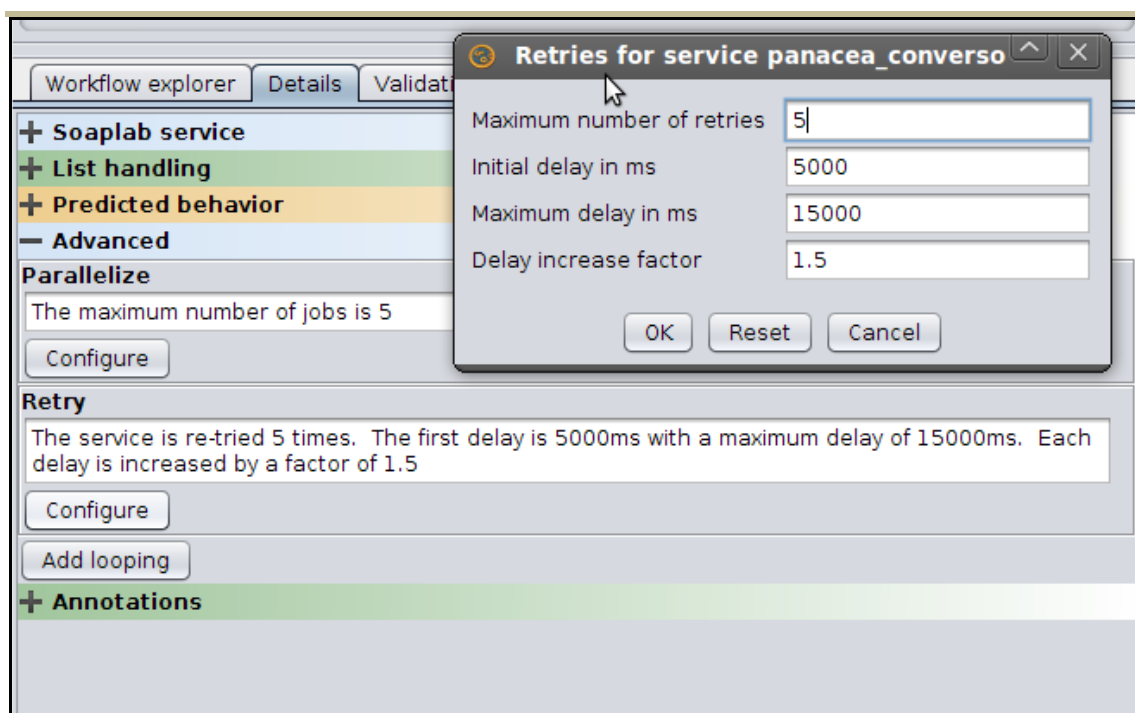 Retries for service panacea_converso
Workflow explorer
Details
Validati
Maximum number of retries 5
Initial delay in ms 5000
Maximum delay in ms 15000
Delay increase factor 1.5
OK
Reset
Cancel
Soaplab service
List handling
Predicted behavior
Advanced
Parallelize
The maximum number of jobs is 5
Configure
Retry
The service is re-tried 5 times.  The first delay is 5000ms with a maximum delay of 15000ms.  Each
delay is increased by a factor of 1.5
Configure
Add looping
Annotations